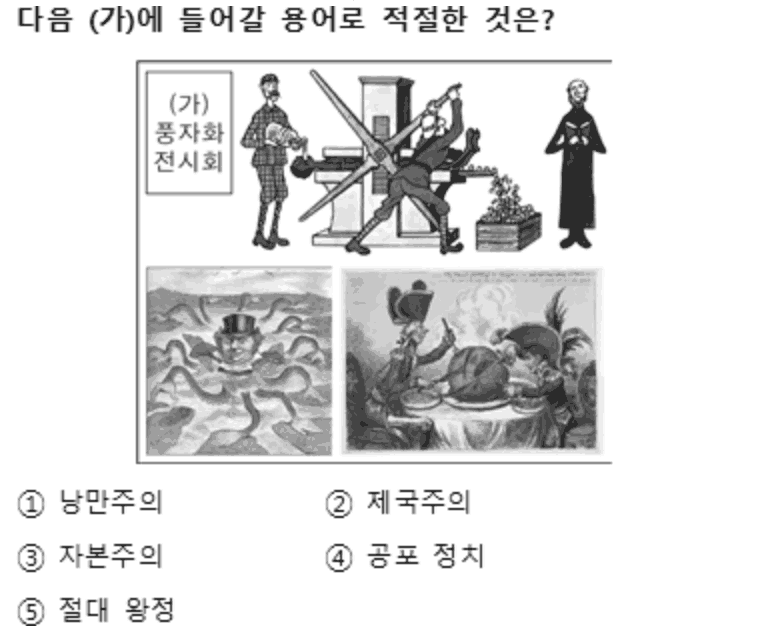 다음 (가)에 들어갈 용어로 적절한 것은?
(가)
풍자화
전시회
① 낭만주의 ② 제국주의
③ 자본주의 ④ 공포 정치
⑤ 절대 왕정